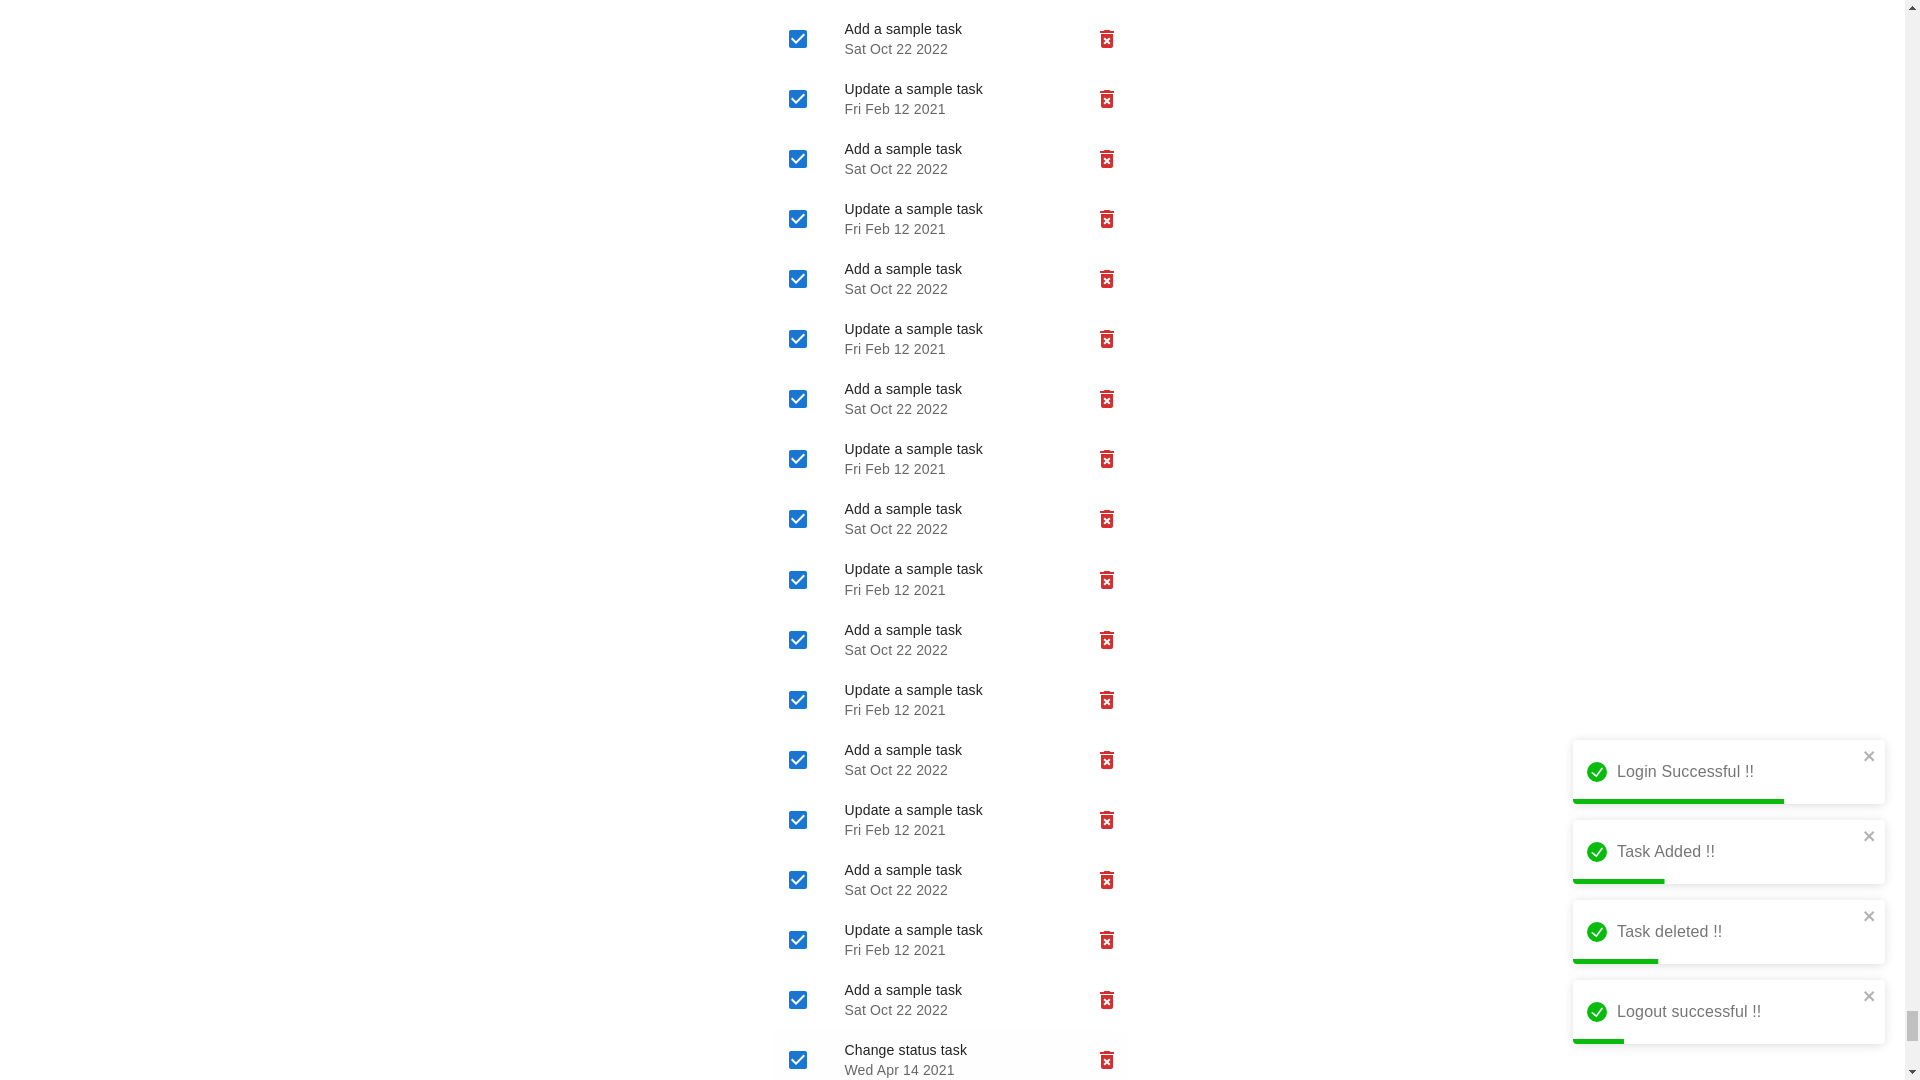 Add a sample task
Sat Oct 22 2022
Update a sample task
Fri Feb 12 2021
Add a sample task
Sat Oct 22 2022
Update a sample task
Fri Feb 12 2021
Add a sample task
Sat Oct 22 2022
Update a sample task
Fri Feb 12 2021
Add a sample task
Sat Oct 22 2022
Update a sample task
Fri Feb 12 2021
Add a sample task
Sat Oct 22 2022
Update a sample task
Fri Feb 12 2021
Add a sample task
Sat Oct 22 2022
Update a sample task
Fri Feb 12 2021
Add a sample task
Sat Oct 22 2022
Update a sample task
Fri Feb 12 2021
Add a sample task
Sat Oct 22 2022
Update a sample task
Fri Feb 12 2021
Add a sample task
Sat Oct 22 2022
Change status task
Wed Apr 14 2021
Login Successful !!
Task Added !!
Task deleted !!
Logout successful !!